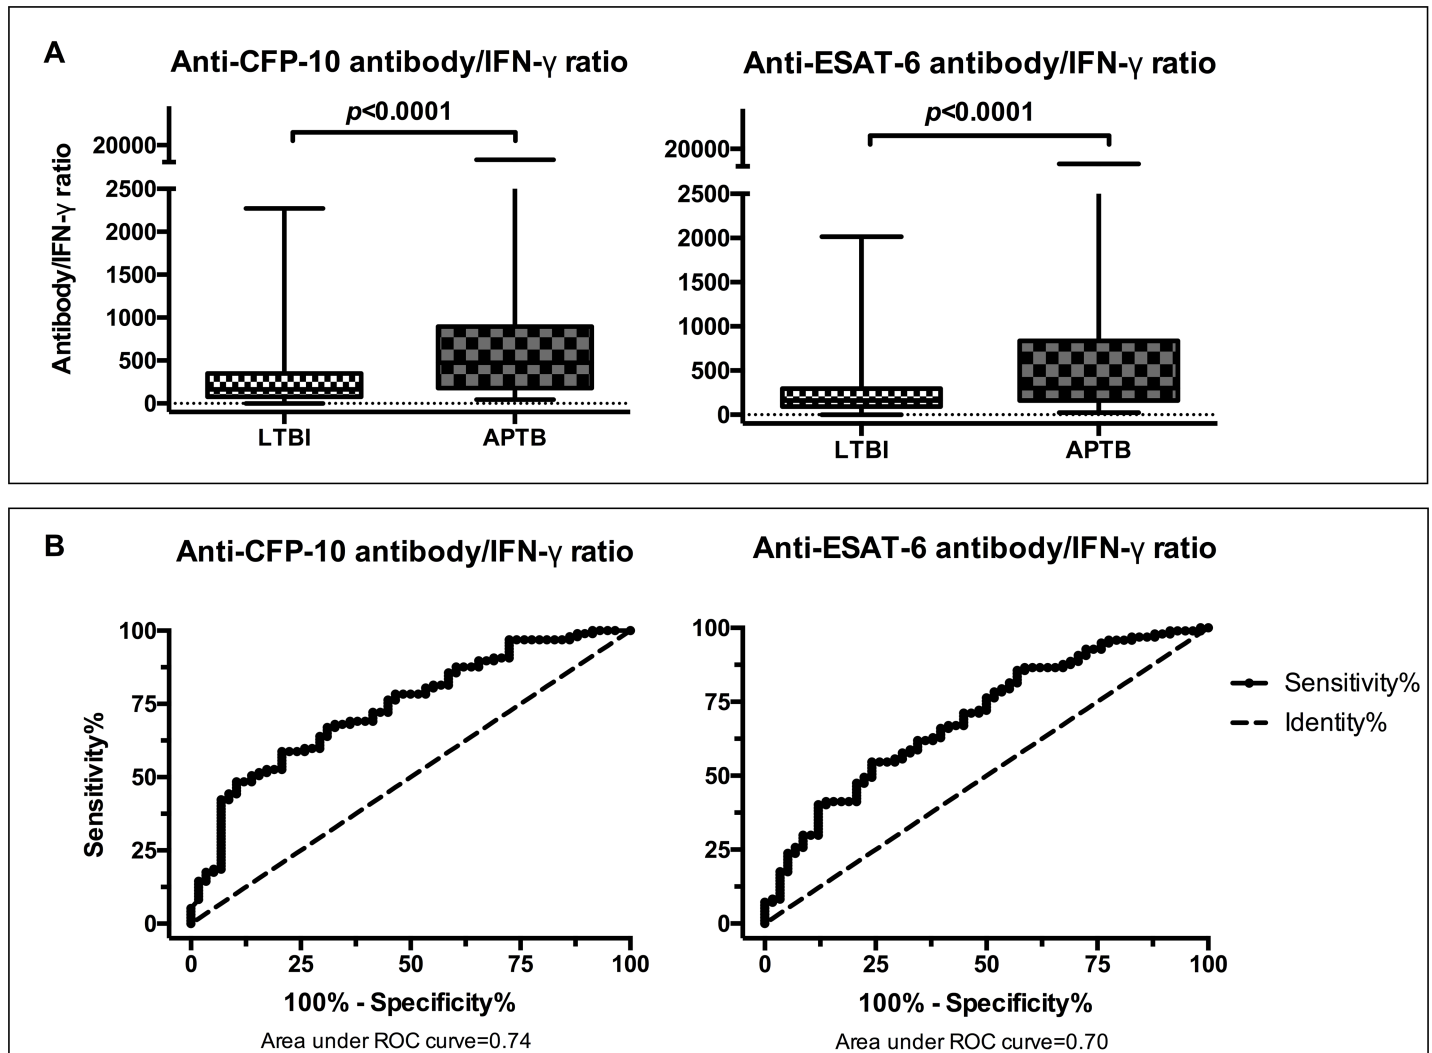 A
Anti-CFP-10 antibody/IFN-γ ratio
Anti-ESAT-6 antibody/IFN-γ ratio
p<0.0001
p<0.0001
Antibody/IFN-γ ratio
20000
2500
2000
1500
1000
500
0
LTBI
APTB
20000
2500
2000
1500
1000
500
0
LTBI
APTB
B
Anti-CFP-10 antibody/IFN-γ ratio
Anti-ESAT-6 antibody/IFN-γ ratio
Sensitivity%
100
75
50
25
0
0 25 50 75 100
100% - Specificity%
Area under ROC curve=0.74
100
75
50
25
0
0 25 50 75 100
100% - Specificity%
Area under ROC curve=0.70
Sensitivity%
Identity%